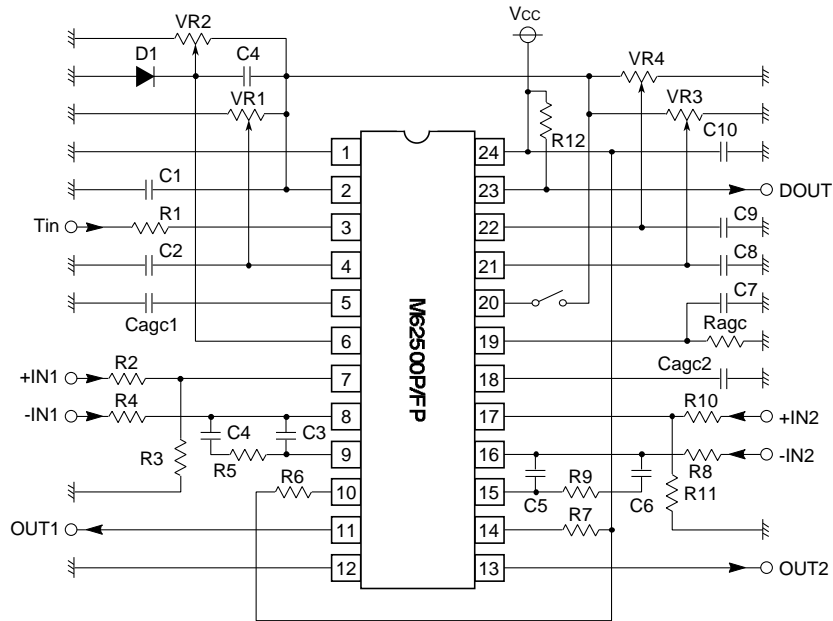 VR2
VCC
D1
C4
VR4
VR1
VR3
C10
R12
1
24
C1
2
23
DOUT
Tin
R1
3
22
C9
C2
4
21
C8
5
20
C7
Cagc1
Ragc
6
19
M62500P/FP
Cagc2
+IN1
R2
7
18
R10
-IN1
R4
8
17
+IN2
C4
C3
R3
R5
9
16
-IN2
R8
R6
R9
R11
10
15
C5
C6
R7
OUT1
11
14
12
13
OUT2